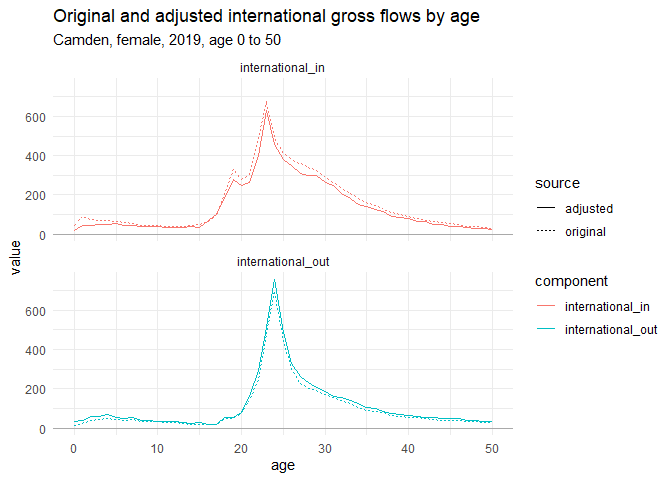 Original and adjusted international gross flows by age
Camden, female, 2019, age 0 to 50
international_in
600
400
200
0
international_out
600
400
200
0
0 10 20 30 40 50
age
value
source
adjusted
original
component
international_in
international_out